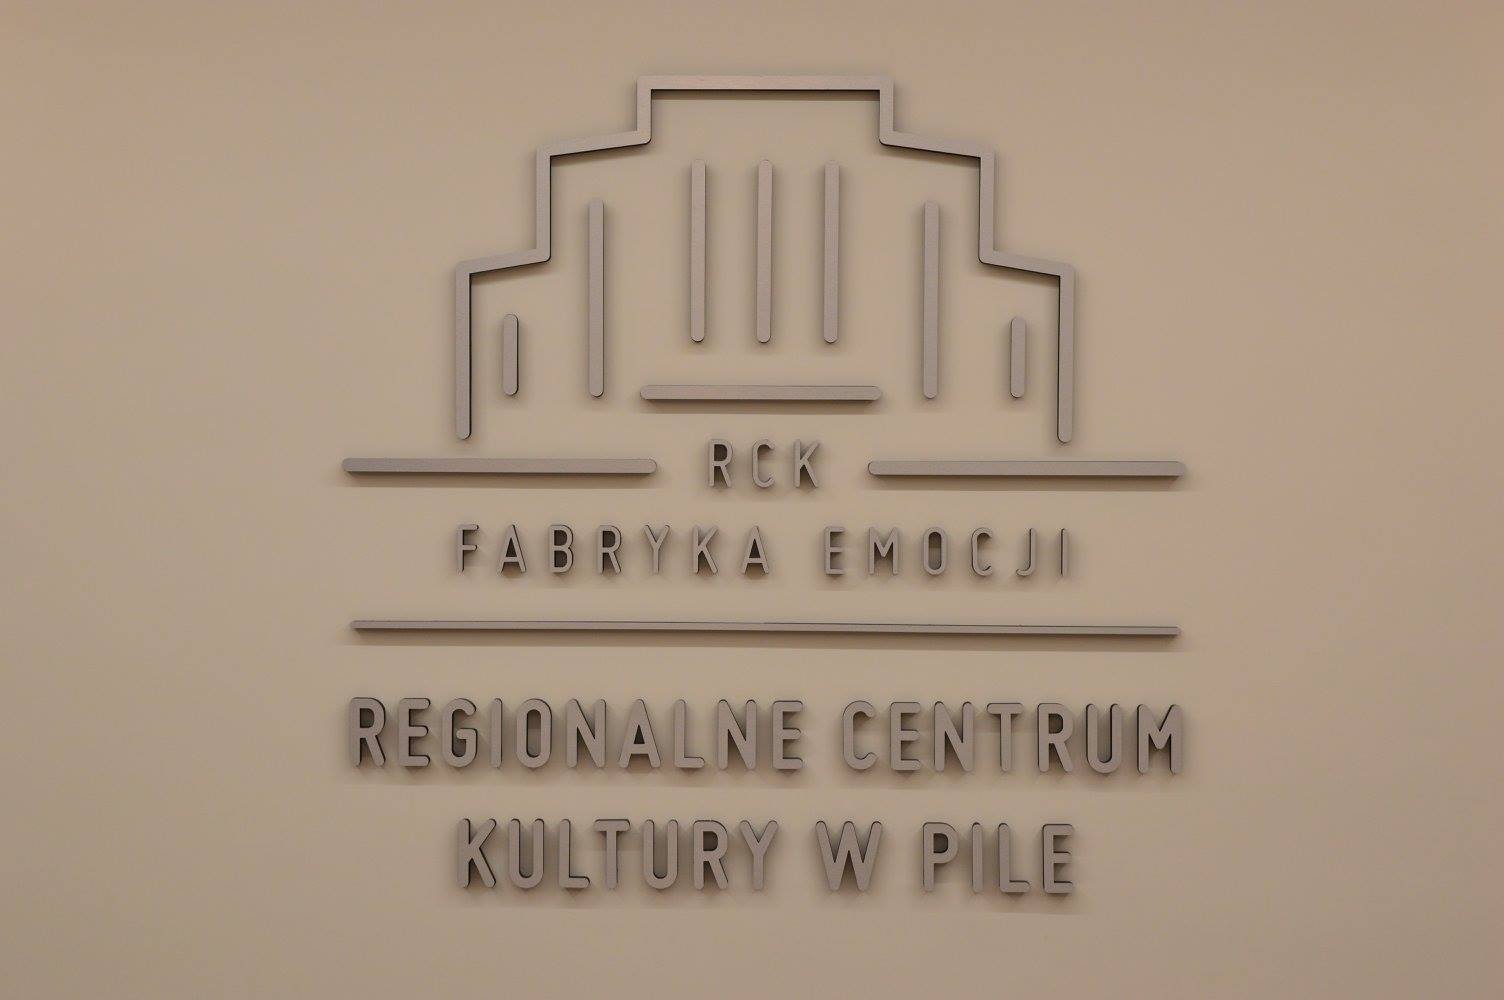 RCK
FABRYKA EMOCJI
REGIONALNE CENTRUM
KULTURY W PILE